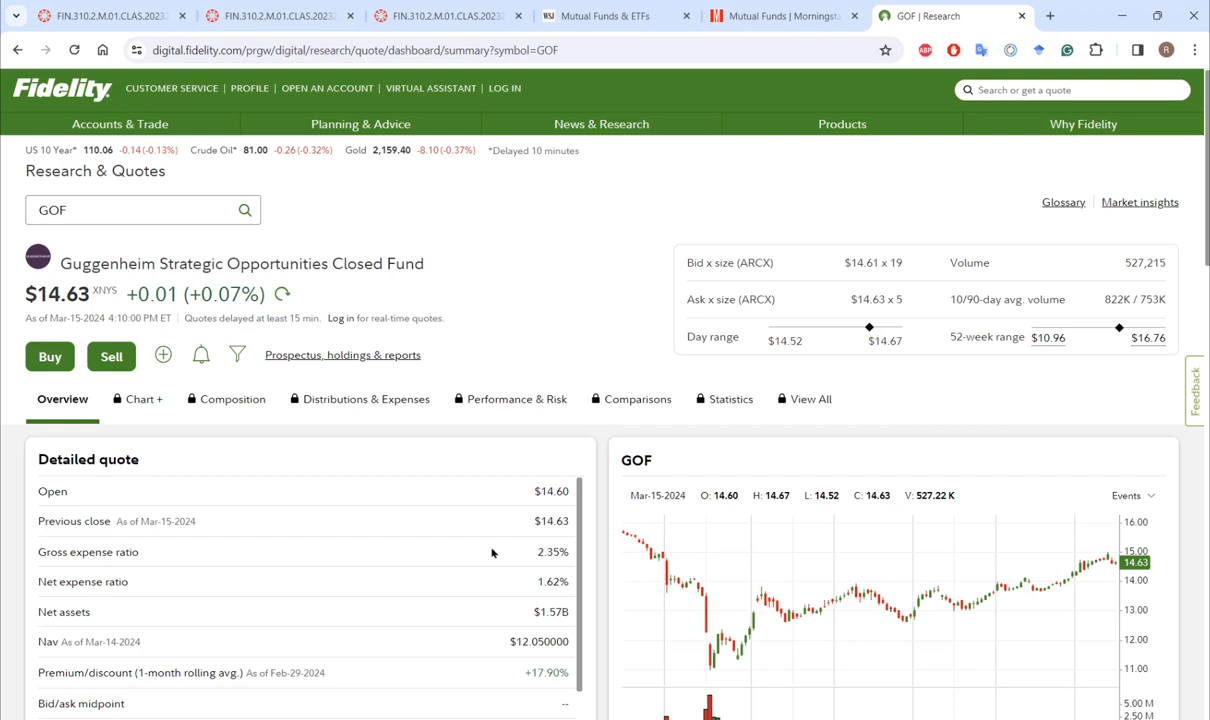 FIN.310.2.M.01.CLAS.2023
FIN.310.2.M.01.CLAS.2023
FIN.310.2.M.01.CLAS.2023
WSJ Mutual Funds & ETFs
Mutual Funds | Morningsta
GOF | Research
digital.fidelity.com/prgw/digital/research/quote/dashboard/summary?symbol=GOF
ABP
R
Fidelity
CUSTOMER SERVICE | PROFILE | OPEN AN ACCOUNT | VIRTUAL ASSISTANT | LOG IN
Search or get a quote
Accounts & Trade
Planning & Advice
News & Research
Products
Why Fidelity
US 10 Year* 110.06 -0.14 (-0.13%) Crude Oil* 81.00 -0.26 (-0.32%) Gold 2,159.40 -8.10 (-0.37%) *Delayed 10 minutes
Research & Quotes
GOF
Glossary
Market insights
GUGGENHEIM
Guggenheim Strategic Opportunities Closed Fund
$14.63 XNYS +0.01 (+0.07%)
As of Mar-15-2024 4:10:00 PM ET | Quotes delayed at least 15 min. Log in for real-time quotes.
Bid x size (ARCX) $14.61 x 19 Volume 527,215
Ask x size (ARCX) $14.63 x 5 10/90-day avg. volume 822K / 753K
Day range $14.52 $14.67 52-week range $10.96 $16.76
Buy
Sell
Prospectus, holdings & reports
Feedback
Overview
Chart +
Composition
Distributions & Expenses
Performance & Risk
Comparisons
Statistics
View All
Detailed quote
Open $14.60
Previous close As of Mar-15-2024 $14.63
Gross expense ratio 2.35%
Net expense ratio 1.62%
Net assets $1.57B
Nav As of Mar-14-2024 $12.050000
Premium/discount (1-month rolling avg.) As of Feb-29-2024 +17.90%
Bid/ask midpoint --
GOF
Mar-15-2024 O: 14.60 H: 14.67 L: 14.52 C: 14.63 V: 527.22 K
Events
16.00
15.00
14.63
14.00
13.00
12.00
11.00
5.00 M
2.50 M